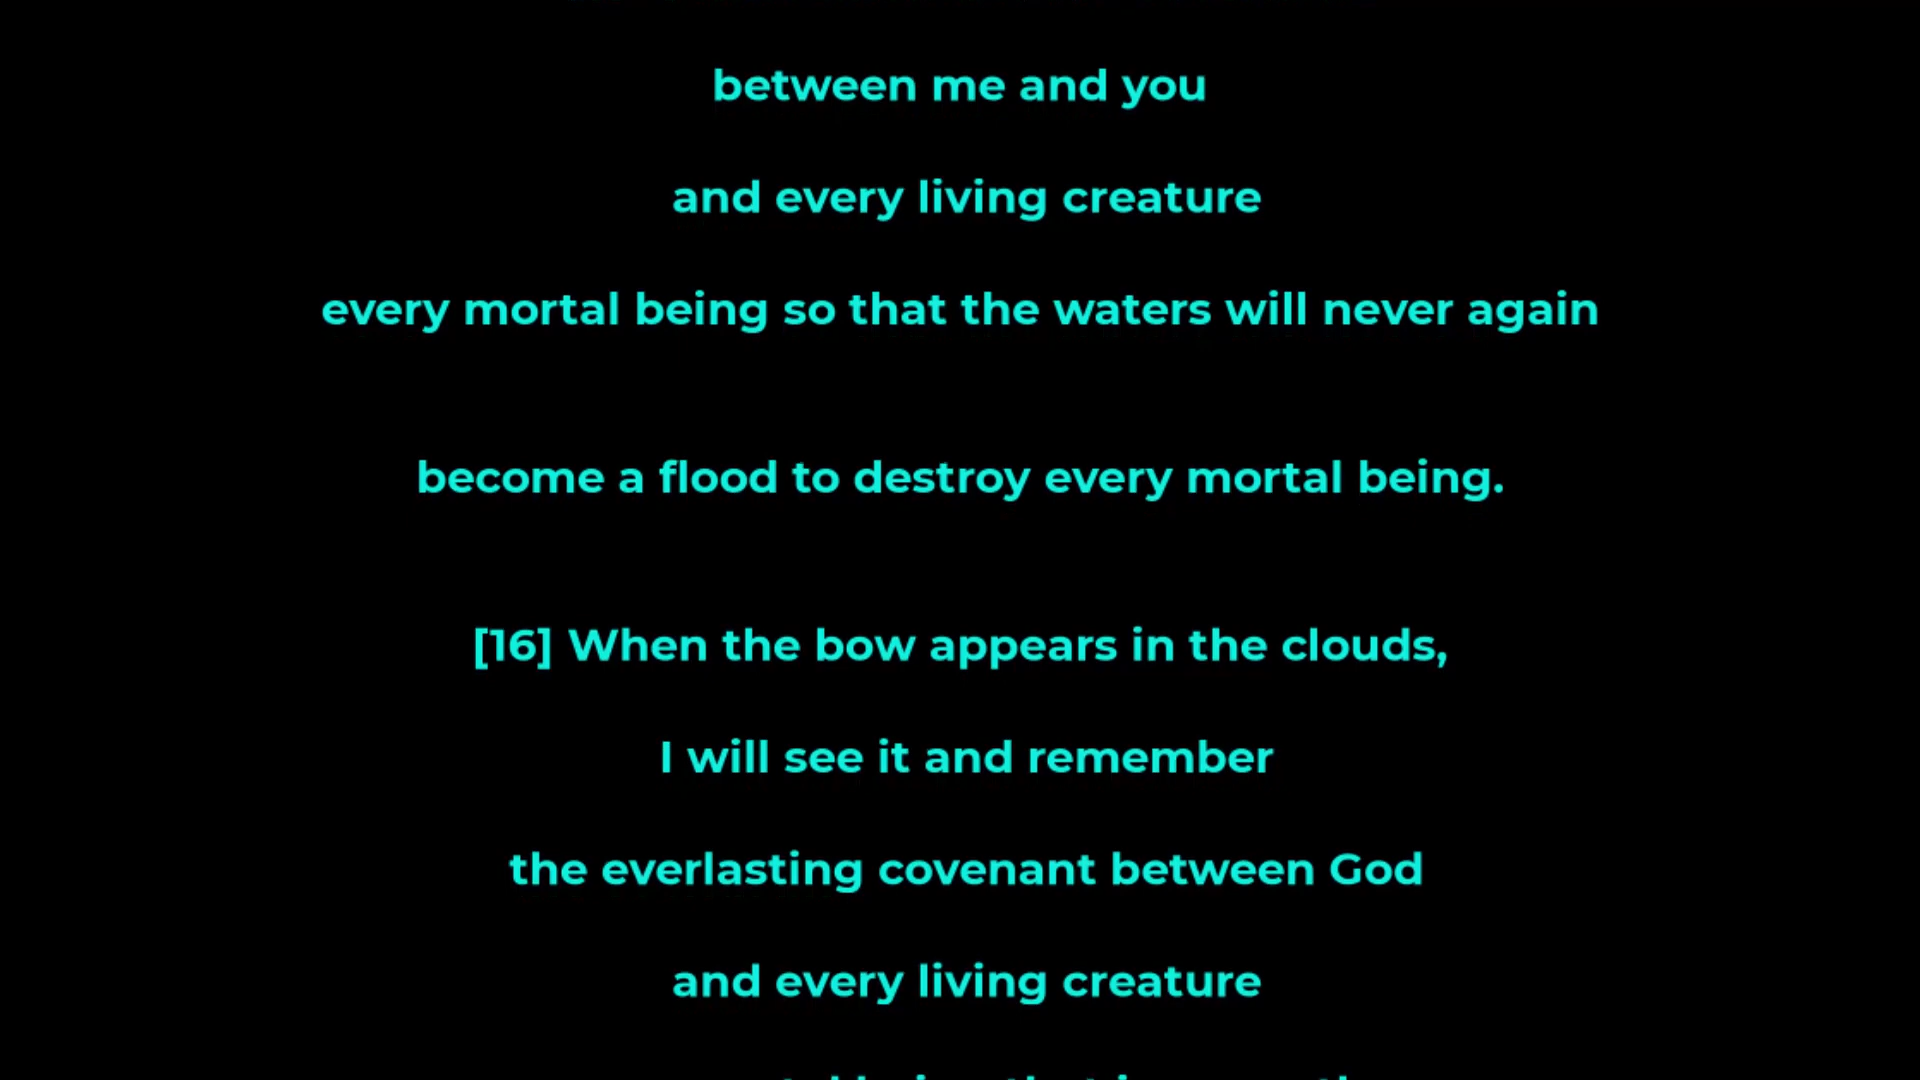 between me and you
and every living creature
every mortal being so that the waters will never again
become a flood to destroy every mortal being.
[16] When the bow appears in the clouds,
I will see it and remember
the everlasting covenant between God
and every living creature